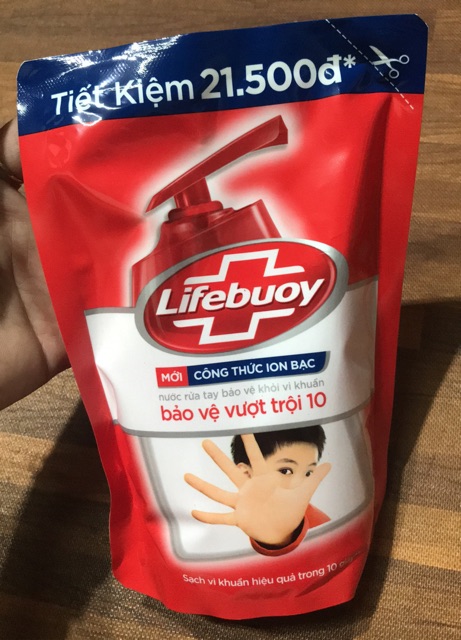 Tiết Kiệm 21.500đ*
Lifebuoy
MỚI CÔNG THỨC ION BẠC
nước rửa tay bảo vệ khỏi vi khuẩn
bảo vệ vượt trội 10
Sạch vi khuẩn hiệu quả trong 10